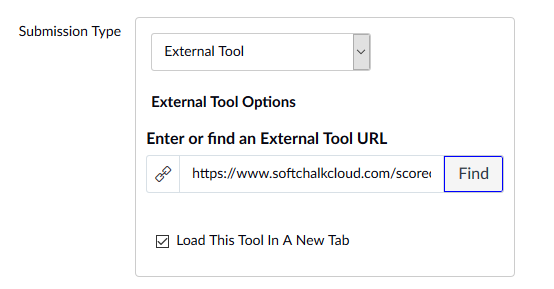 Submission Type
External Tool
External Tool Options
Enter or find an External Tool URL
https://www.softchalkcloud.com/score Find
Load This Tool In A New Tab